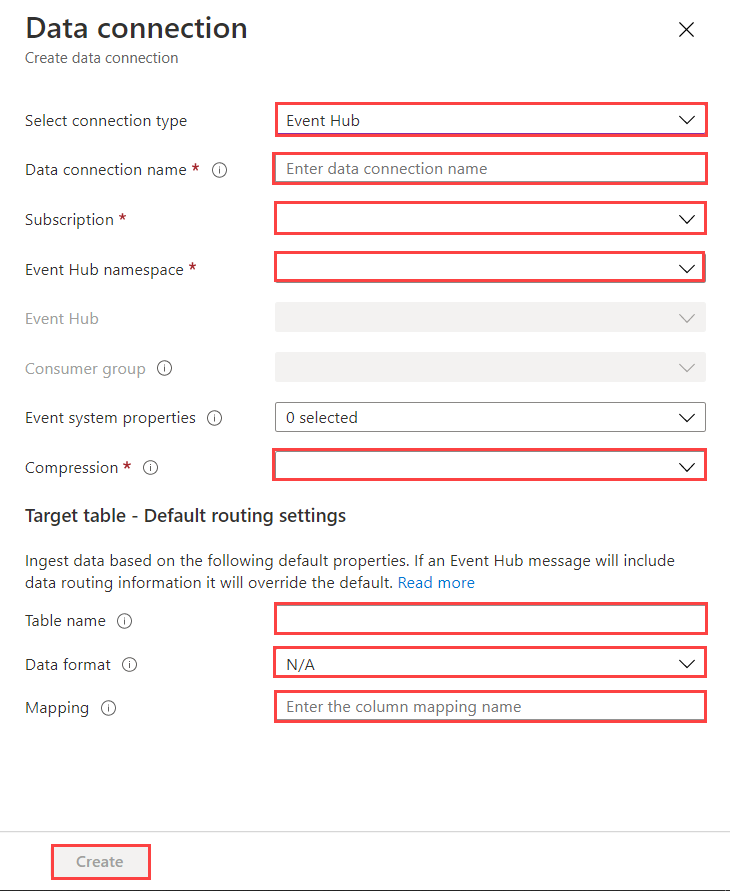 Data connection
Create data connection
Select connection type Event Hub
Data connection name * Enter data connection name
Subscription *
Event Hub namespace *
Event Hub
Consumer group
Event system properties 0 selected
Compression *
Target table - Default routing settings
Ingest data based on the following default properties. If an Event Hub message will include
data routing information it will override the default. Read more
Table name
Data format N/A
Mapping Enter the column mapping name
Create